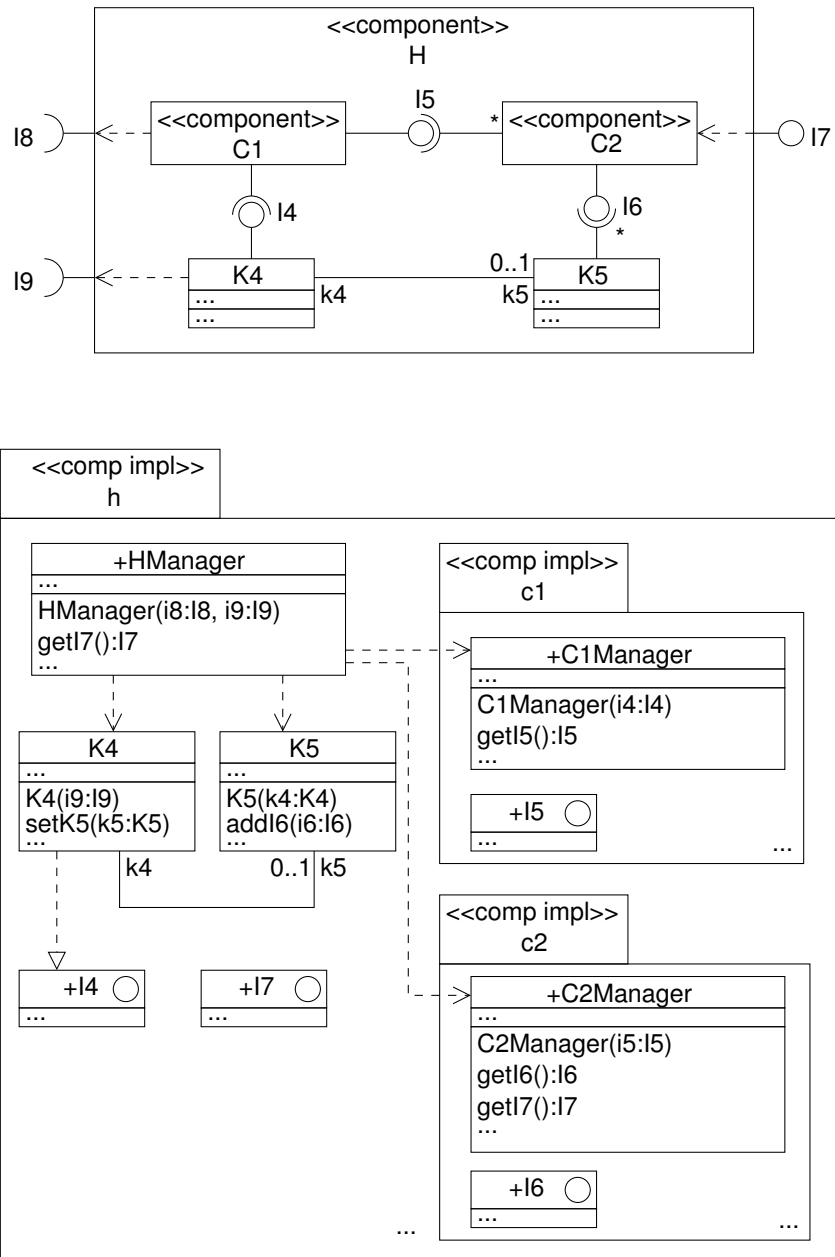 <<component>>
H
I8
<<component>>
C1
I5
*
<<component>>
C2
I7
I4
I6
*
I9
K4
...
...
k4
0..1
k5
K5
...
...
<<comp impl>>
h
+HManager
...
HManager(i8:I8, i9:I9)
getI7():I7
...
K4
...
K4(i9:I9)
setK5(k5:K5)
...
K5
...
K5(k4:K4)
addI6(i6:I6)
...
k4
0..1
k5
+I4
...
+I7
...
<<comp impl>>
c1
+C1Manager
...
C1Manager(i4:I4)
getI5():I5
...
+I5
...
...
<<comp impl>>
c2
+C2Manager
...
C2Manager(i5:I5)
getI6():I6
getI7():I7
...
+I6
...
...
...